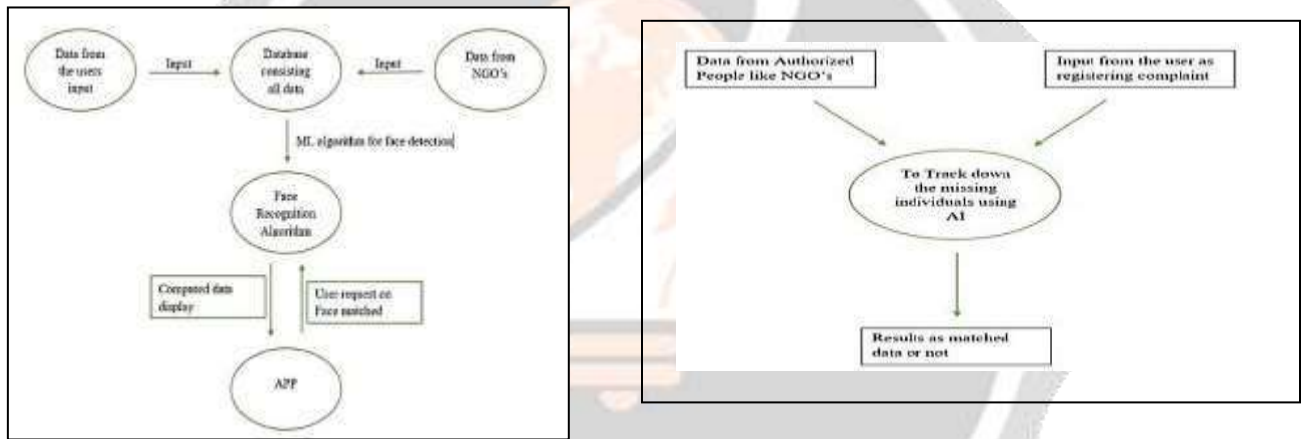 Data from
the users
input
Input
Database
consisting
all data
Input
Data from
NGO's
ML algorithm for face detection
Face
Recognition
Algorithm
Computed data
display
User request on
Face matched
APP
Data from Authorized
People like NGO's
Input from the user as
registering complaint
To Track down
the missing
individuals using
AI
Results as matched
data or not